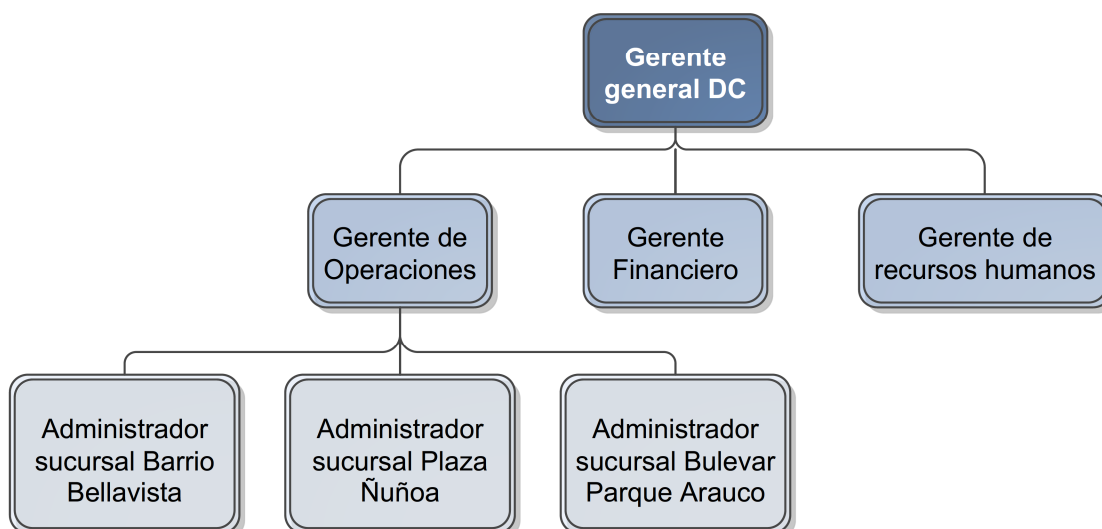 Gerente
general DC
Gerente de
Operaciones
Gerente
Financiero
Gerente de
recursos humanos
Administrador
sucursal Barrio
Bellavista
Administrador
sucursal Plaza
Ñuñoa
Administrador
sucursal Bulevar
Parque Arauco